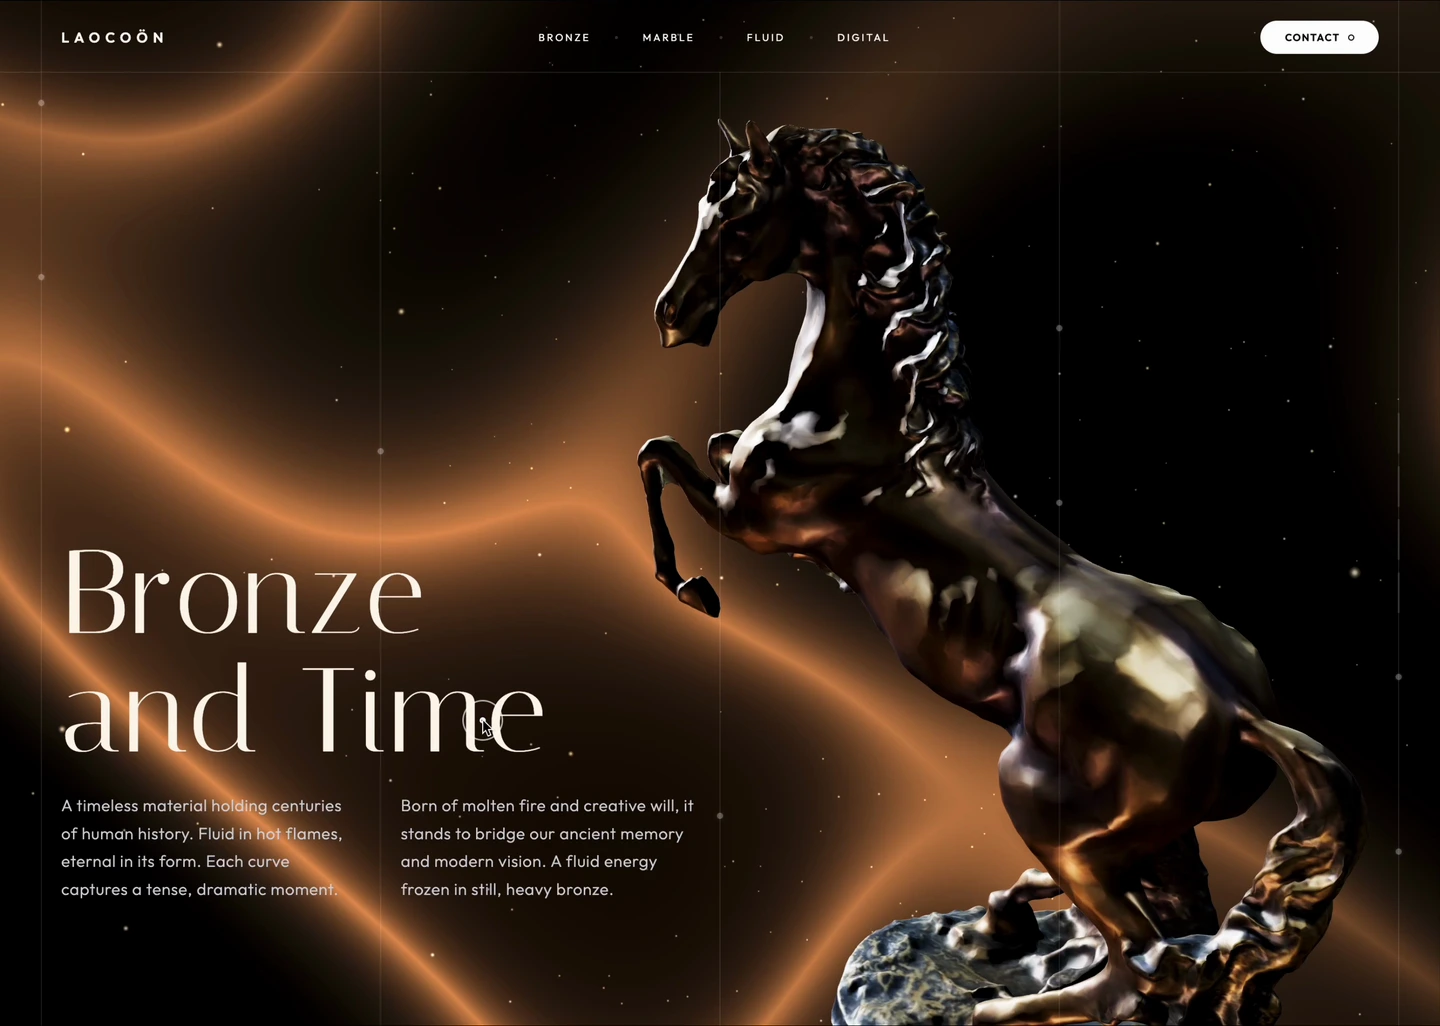 LAOCOÖN
BRONZE
MARBLE
FLUID
DIGITAL
CONTACT
Bronze
and Time
A timeless material holding centuries
of human history. Fluid in hot flames,
eternal in its form. Each curve
captures a tense, dramatic moment.
Born of molten fire and creative will, it
stands to bridge our ancient memory
and modern vision. A fluid energy
frozen in still, heavy bronze.